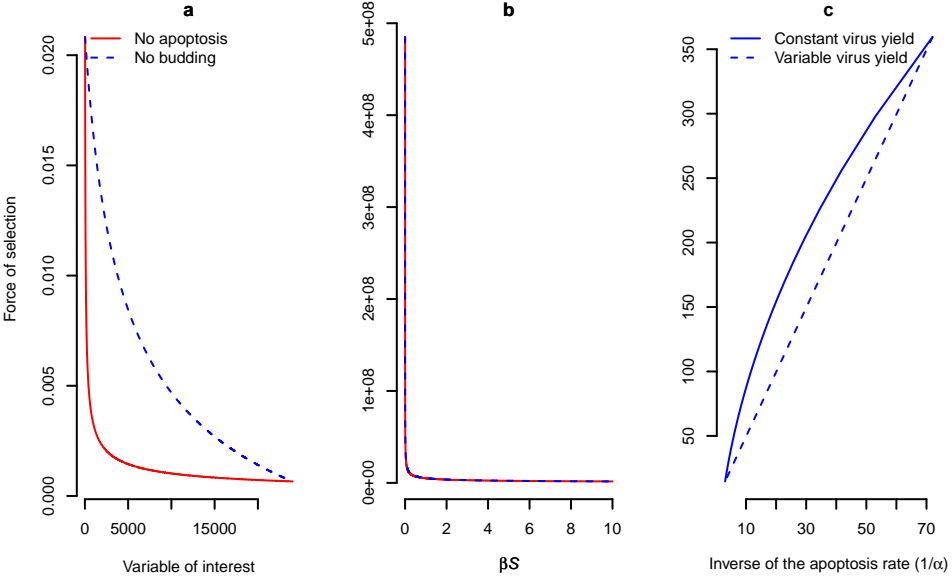 a
No apoptosis
No budding
Force of selection
0.020
0.015
0.010
0.005
0.000
0 5000 15000
Variable of interest
b
5e+08
4e+08
3e+08
2e+08
1e+08
0e+00
0 2 4 6 8 10
βS
c
Constant virus yield
Variable virus yield
350
300
250
200
150
100
50
10 30 50 70
Inverse of the apoptosis rate (1/α)